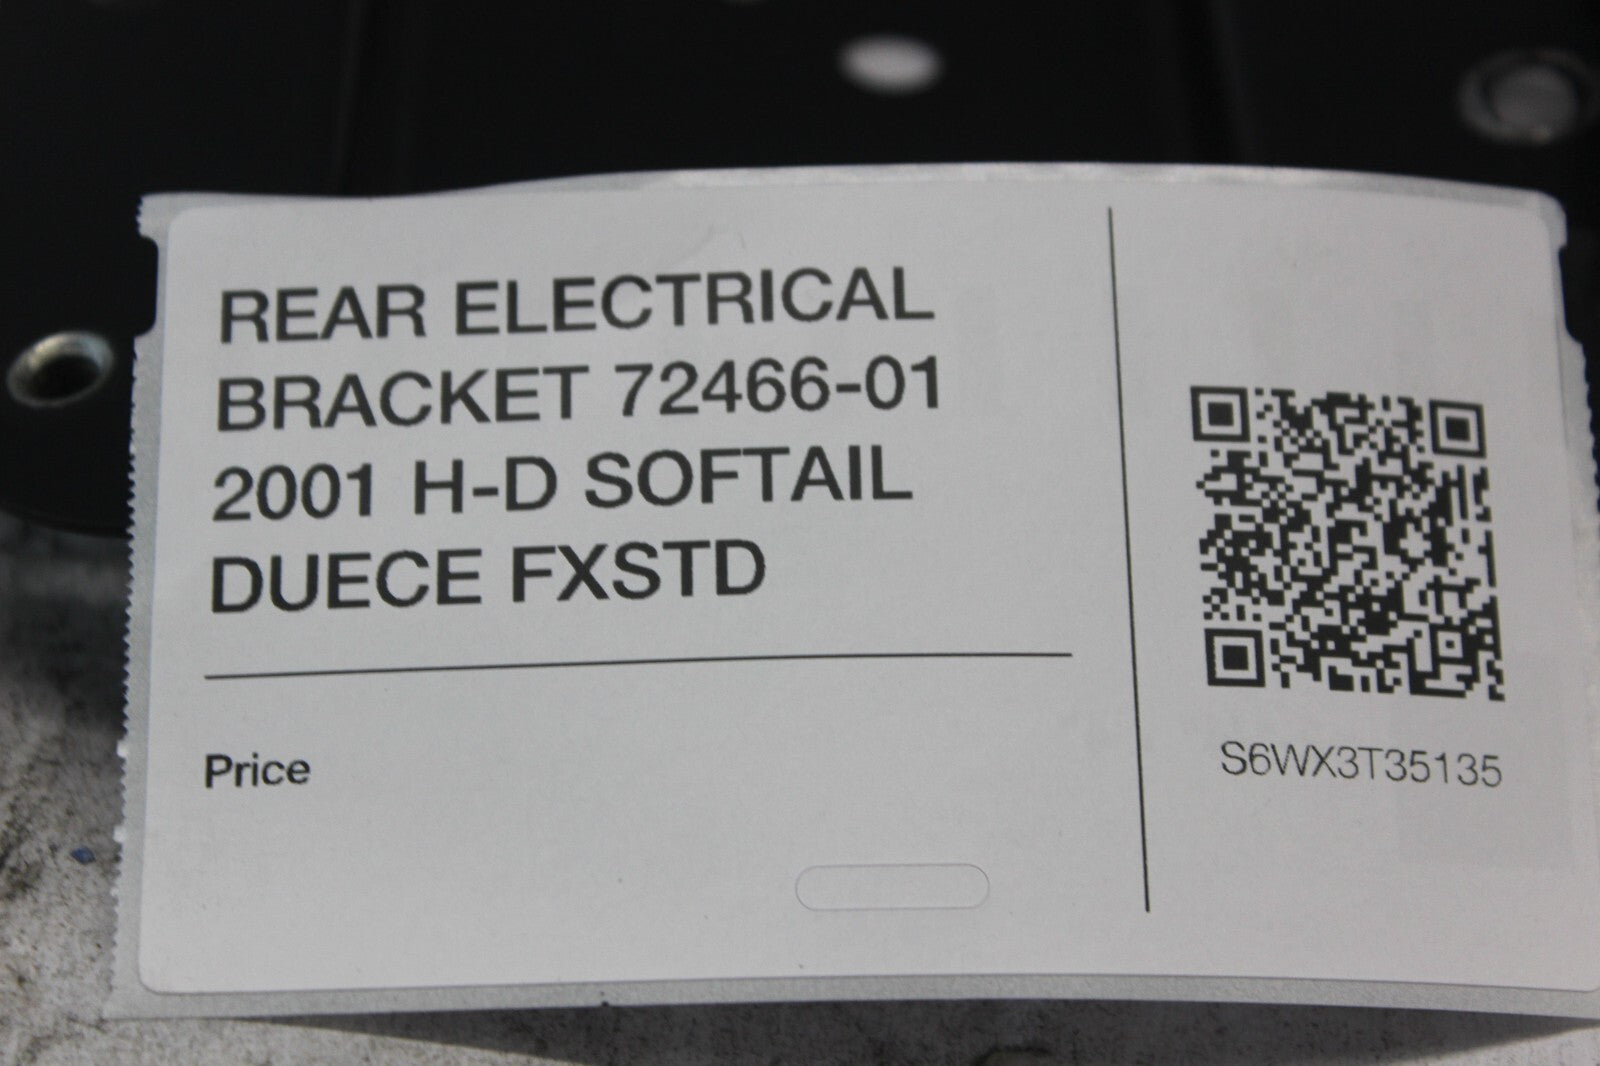 REAR ELECTRICAL
BRACKET 72466-01
2001 H-D SOFTAIL
DUECE FXSTD
Price
S6WX3T35135